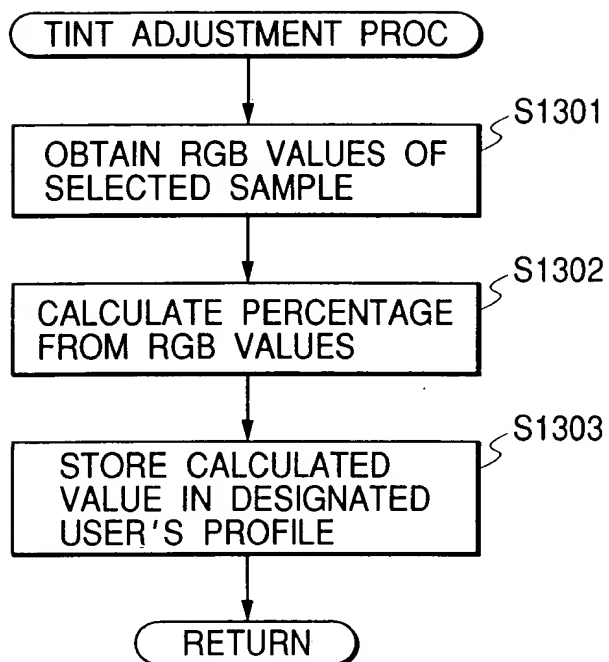 TINT ADJUSTMENT PROC
S1301
OBTAIN RGB VALUES OF
SELECTED SAMPLE
S1302
CALCULATE PERCENTAGE
FROM RGB VALUES
S1303
STORE CALCULATED
VALUE IN DESIGNATED
USER'S PROFILE
RETURN